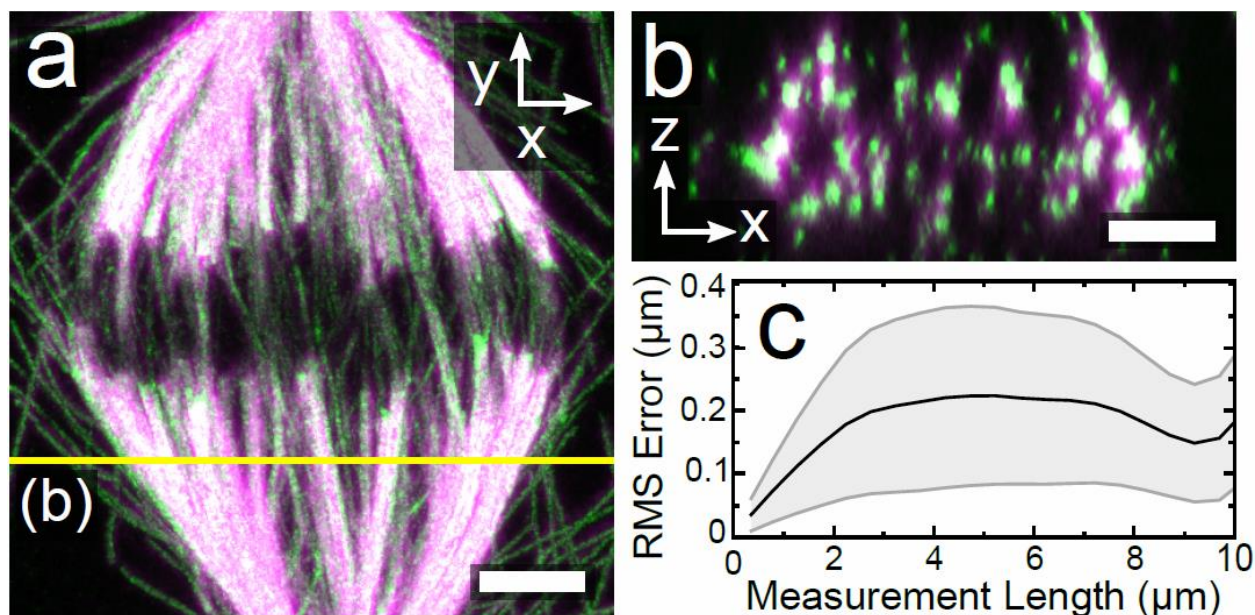 a
y
x
(b)
b
z
x
c
RMS Error (µm)
0.4
0.3
0.2
0.1
0
0 2 4 6 8 10
Measurement Length (µm)